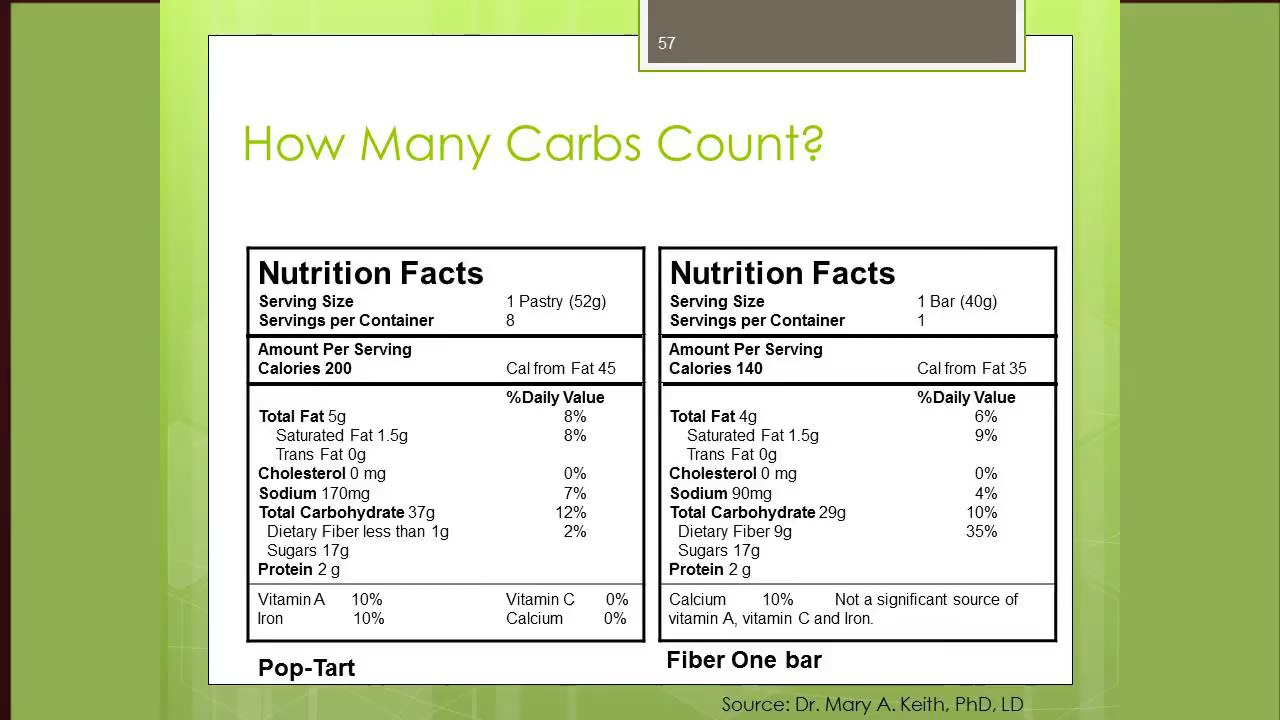 57
How Many Carbs Count?
Nutrition Facts
Serving Size 1 Pastry (52g)
Servings per Container 8
Amount Per Serving
Calories 200 Cal from Fat 45
%Daily Value
Total Fat 5g 8%
Saturated Fat 1.5g 8%
Trans Fat 0g
Cholesterol 0 mg 0%
Sodium 170mg 7%
Total Carbohydrate 37g 12%
Dietary Fiber less than 1g 2%
Sugars 17g
Protein 2 g
Vitamin A 10% Vitamin C 0%
Iron 10% Calcium 0%
Pop-Tart
Nutrition Facts
Serving Size 1 Bar (40g)
Servings per Container 1
Amount Per Serving
Calories 140 Cal from Fat 35
%Daily Value
Total Fat 4g 6%
Saturated Fat 1.5g 9%
Trans Fat 0g
Cholesterol 0 mg 0%
Sodium 90mg 4%
Total Carbohydrate 29g 10%
Dietary Fiber 9g 35%
Sugars 17g
Protein 2 g
Calcium 10% Not a significant source of
vitamin A, vitamin C and Iron.
Fiber One bar
Source: Dr. Mary A. Keith, PhD, LD